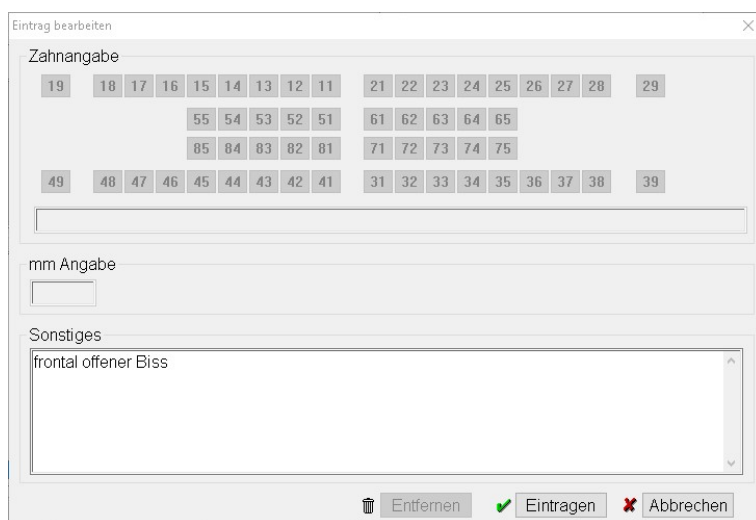 Eintrag bearbeiten
Zahnangabe
19 18 17 16 15 14 13 12 11 21 22 23 24 25 26 27 28 29
55 54 53 52 51 61 62 63 64 65
85 84 83 82 81 71 72 73 74 75
49 48 47 46 45 44 43 42 41 31 32 33 34 35 36 37 38 39
mm Angabe
Sonstiges
frontal offener Biss
Entfernen Eintragen Abbrechen